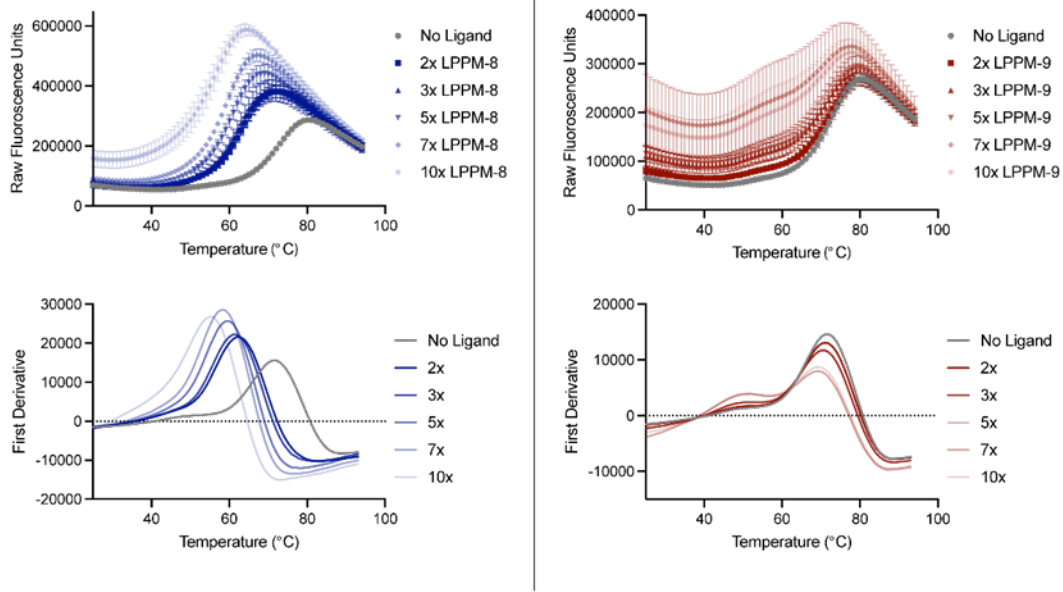 Raw Fluorescence Units
600000
400000
200000
0
40
60
80
100
Temperature (°C)
No Ligand
2x LPPM-8
3x LPPM-8
5x LPPM-8
7x LPPM-8
10x LPPM-8
Raw Fluoroscence Units
400000
300000
200000
100000
0
40
60
80
100
Temperature (°C)
No Ligand
2x LPPM-9
3x LPPM-9
5x LPPM-9
7x LPPM-9
10x LPPM-9
First Derivative
30000
20000
10000
0
-10000
-20000
40
60
80
100
Temperature (°C)
No Ligand
2x
3x
5x
7x
10x
First Derivative
20000
10000
0
-10000
40
60
80
100
Temperature (°C)
No Ligand
2x
3x
5x
7x
10x